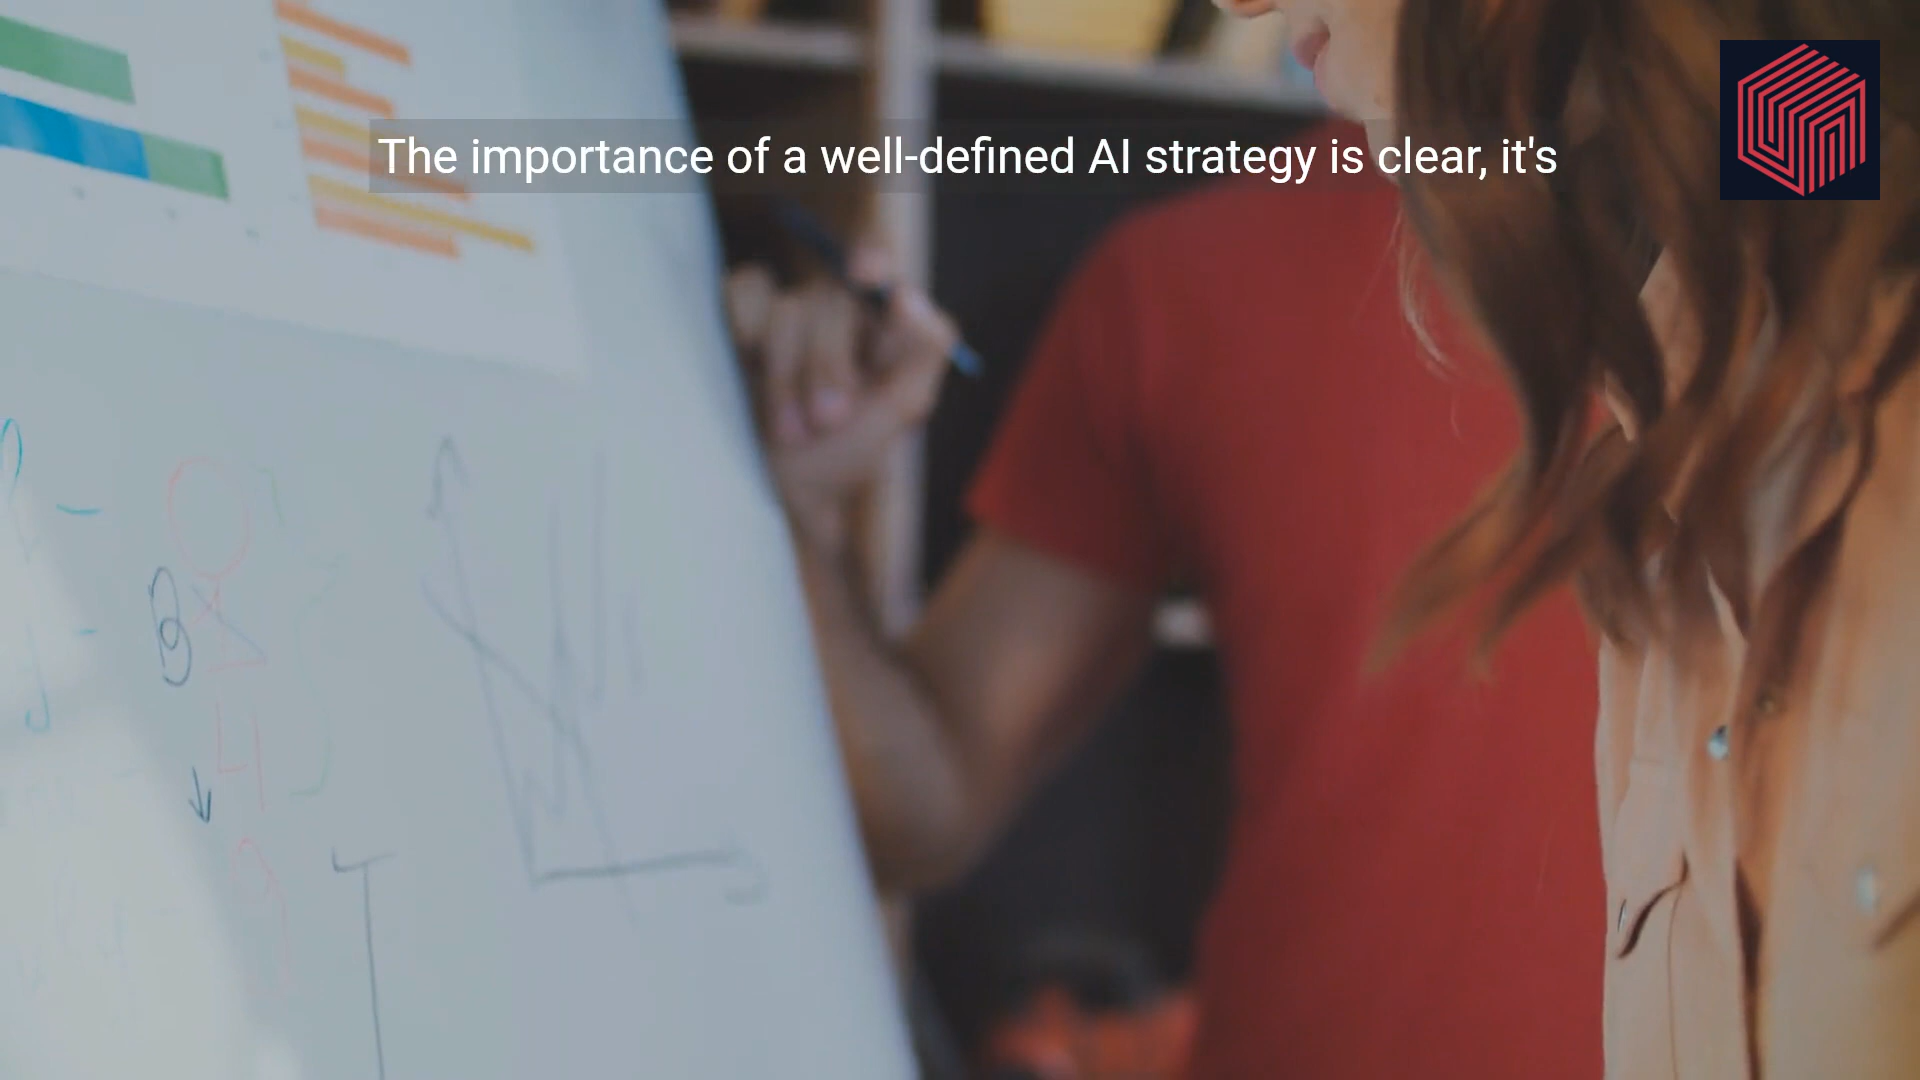 The importance of a well-defined AI strategy is clear, it's
B